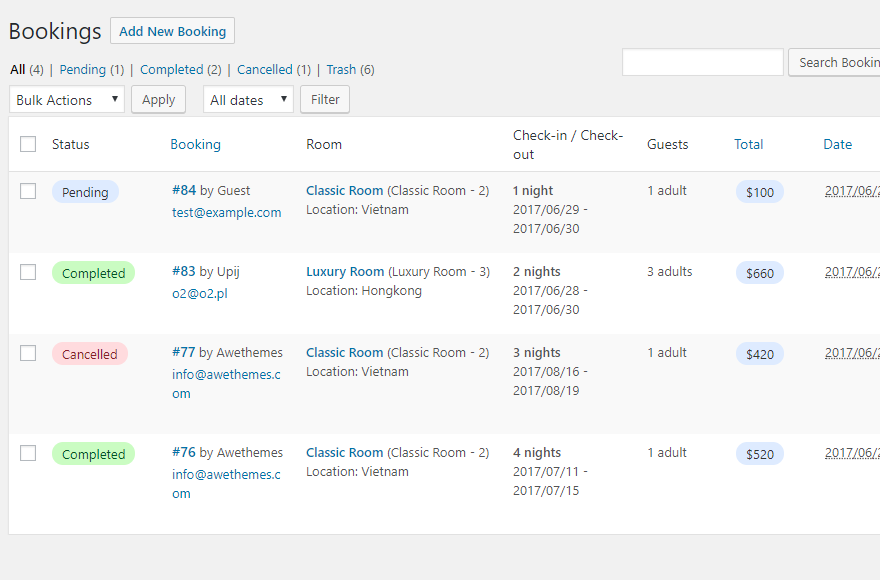 Bookings Add New Booking
All (4) | Pending (1) | Completed (2) | Cancelled (1) | Trash (6)
Search Bookin
Bulk Actions Apply All dates Filter
Status Booking Room Check-in / Check-out Guests Total Date
Pending #84 by Guest Classic Room (Classic Room - 2) 1 night 1 adult $100 2017/06/2
test@example.com Location: Vietnam 2017/06/29 -
2017/06/30
Completed #83 by Upij Luxury Room (Luxury Room - 3) 2 nights 3 adults $660 2017/06/2
o2@o2.pl Location: Hongkong 2017/06/28 -
2017/06/30
Cancelled #77 by Awethemes Classic Room (Classic Room - 2) 3 nights 1 adult $420 2017/06/2
info@awethemes.c Location: Vietnam 2017/08/16 -
om 2017/08/19
Completed #76 by Awethemes Classic Room (Classic Room - 2) 4 nights 1 adult $520 2017/06/2
info@awethemes.c Location: Vietnam 2017/07/11 -
om 2017/07/15